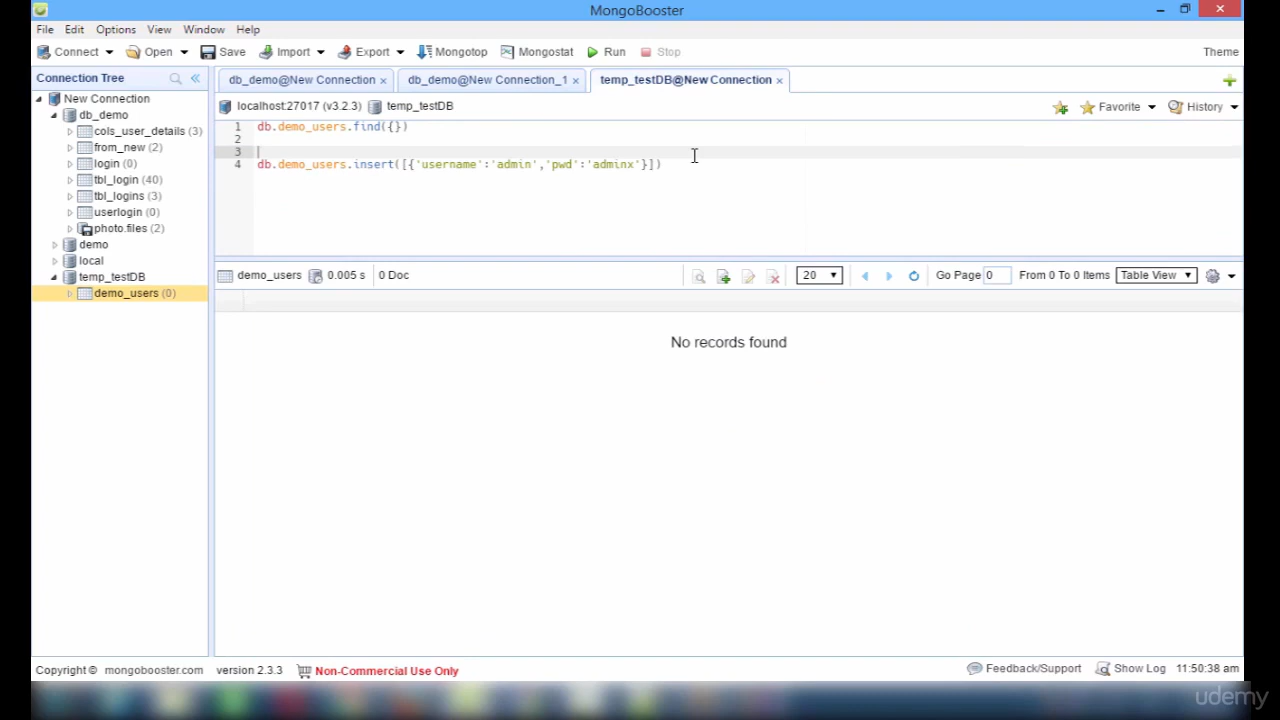 MongoBooster
File Edit Options View Window Help
Connect Open Save Import Export Mongotop Mongostat Run Stop Theme
Connection Tree
db_demo@New Connection × db_demo@New Connection_1 × temp_testDB@New Connection ×
New Connection
db_demo
cols_user_details (3)
from_new (2)
login (0)
tbl_login (40)
tbl_logins (3)
userlogin (0)
photo.files (2)
demo
local
temp_testDB
demo_users (0)
localhost:27017 (v3.2.3) temp_testDB Favorite History
1 db.demo_users.find({})
2
3
4 db.demo_users.insert([{'username':'admin','pwd':'adminx'}])
demo_users 0.005 s 0 Doc 20 Go Page 0 From 0 To 0 Items Table View
No records found
Copyright © mongobooster.com version 2.3.3 Non-Commercial Use Only Feedback/Support Show Log 11:50:38 am
udemy